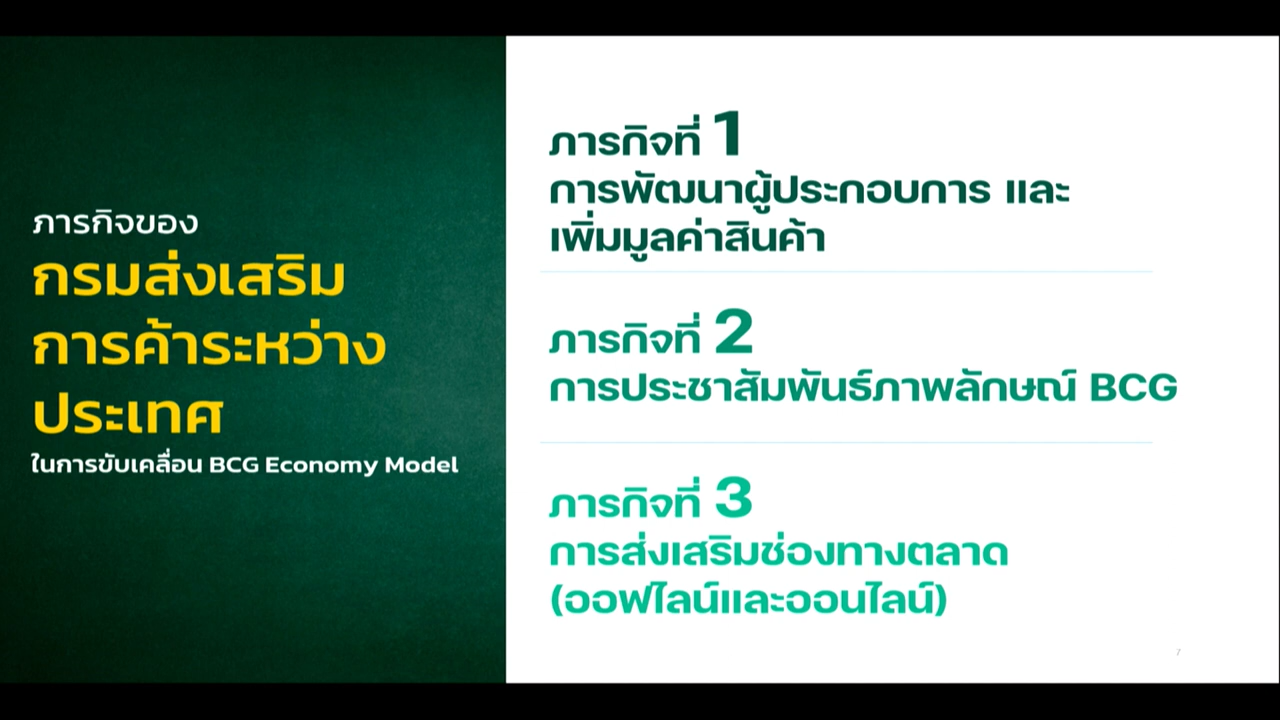 ภารกิจของ
กรมส่งเสริม
การค้าระหว่าง
ประเทศ
ในการขับเคลื่อน BCG Economy Model
ภารกิจที่ 1
การพัฒนาผู้ประกอบการ และ
เพิ่มมูลค่าสินค้า
ภารกิจที่ 2
การประชาสัมพันธ์ภาพลักษณ์ BCG
ภารกิจที่ 3
การส่งเสริมช่องทางตลาด
(ออฟไลน์และออนไลน์)
7